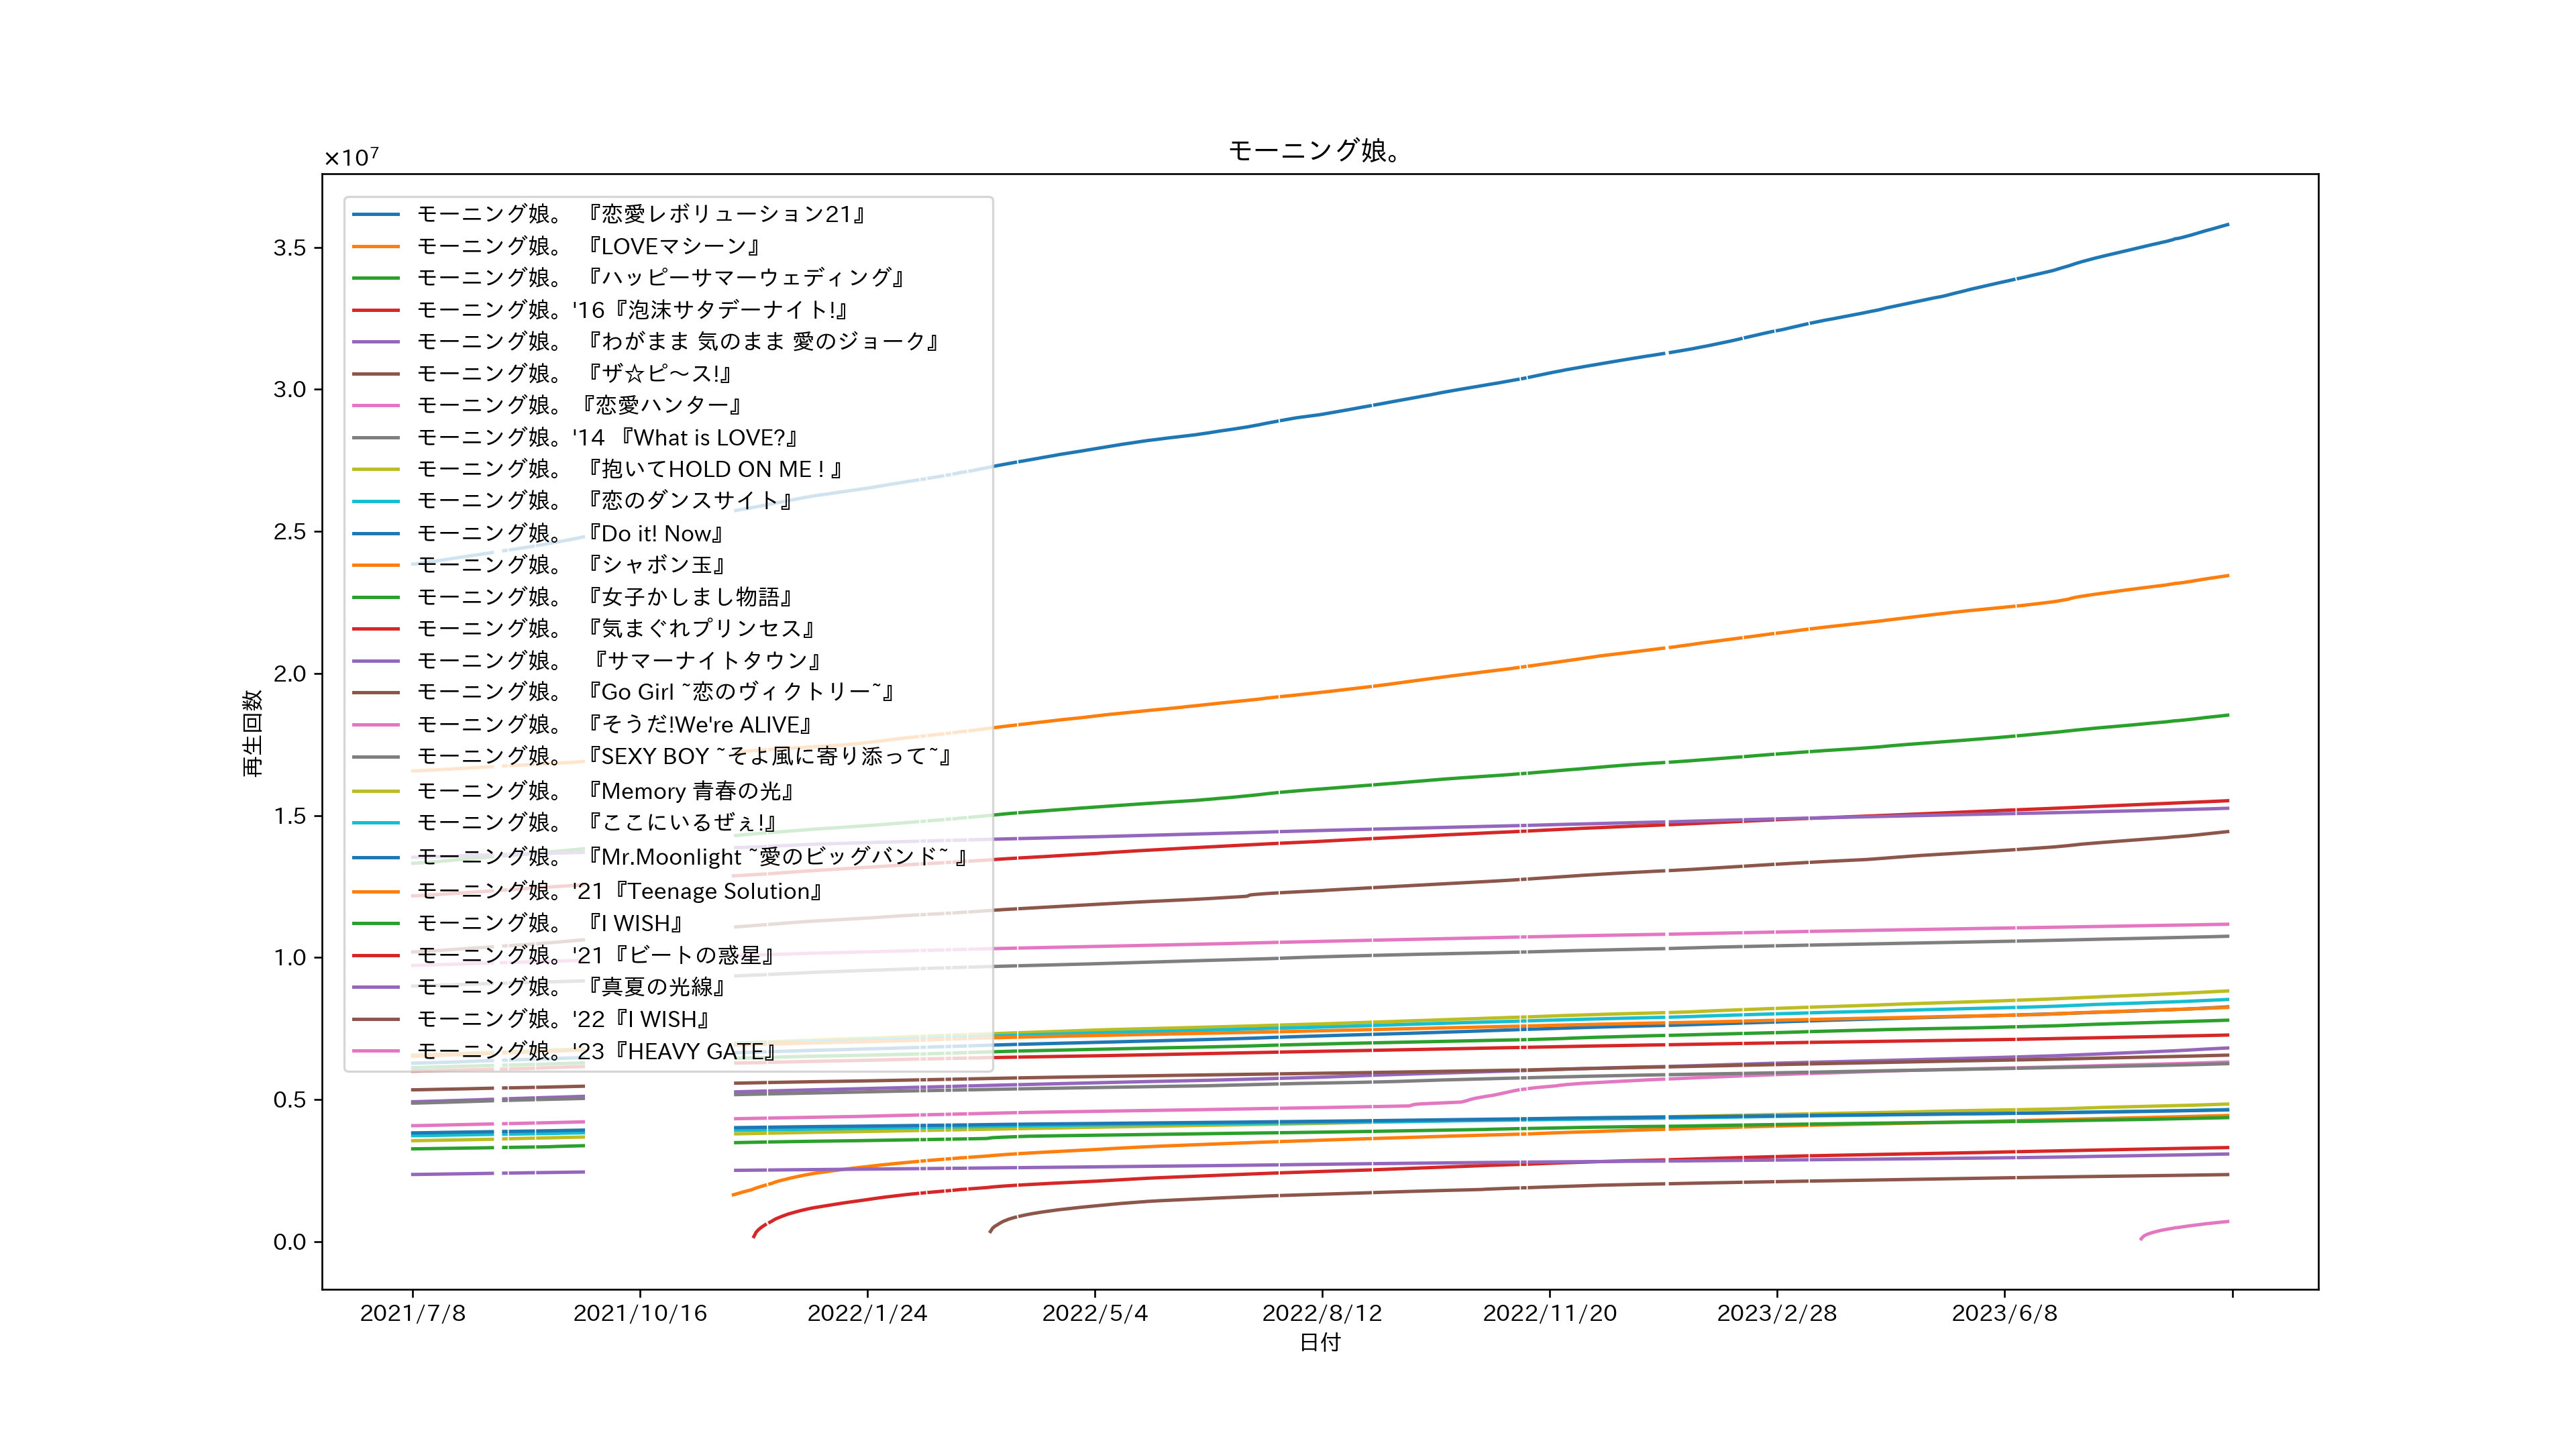 モーニング娘。
×10⁷
3.5
3.0
2.5
2.0
1.5
1.0
0.5
0.0
再生回数
モーニング娘。 『恋愛レボリューション21』
モーニング娘。 『LOVEマシーン』
モーニング娘。 『ハッピーサマーウェディング』
モーニング娘。'16『泡沫サタデーナイト!』
モーニング娘。 『わがまま 気のまま 愛のジョーク』
モーニング娘。 『ザ☆ピ〜ス!』
モーニング娘。『恋愛ハンター』
モーニング娘。'14 『What is LOVE?』
モーニング娘。 『抱いてHOLD ON ME ! 』
モーニング娘。 『恋のダンスサイト』
モーニング娘。 『Do it! Now』
モーニング娘。 『シャボン玉』
モーニング娘。 『女子かしまし物語』
モーニング娘。 『気まぐれプリンセス』
モーニング娘。 『サマーナイトタウン』
モーニング娘。 『Go Girl ~恋のヴィクトリー~』
モーニング娘。 『そうだ!We're ALIVE』
モーニング娘。 『SEXY BOY ~そよ風に寄り添って~』
モーニング娘。 『Memory 青春の光』
モーニング娘。 『ここにいるぜぇ!』
モーニング娘。 『Mr.Moonlight ~愛のビッグバンド~ 』
モーニング娘。'21『Teenage Solution』
モーニング娘。 『I WISH』
モーニング娘。'21『ビートの惑星』
モーニング娘。 『真夏の光線』
モーニング娘。'22『I WISH』
モーニング娘。'23『HEAVY GATE』
2021/7/8
2021/10/16
2022/1/24
2022/5/4
2022/8/12
2022/11/20
2023/2/28
2023/6/8
日付